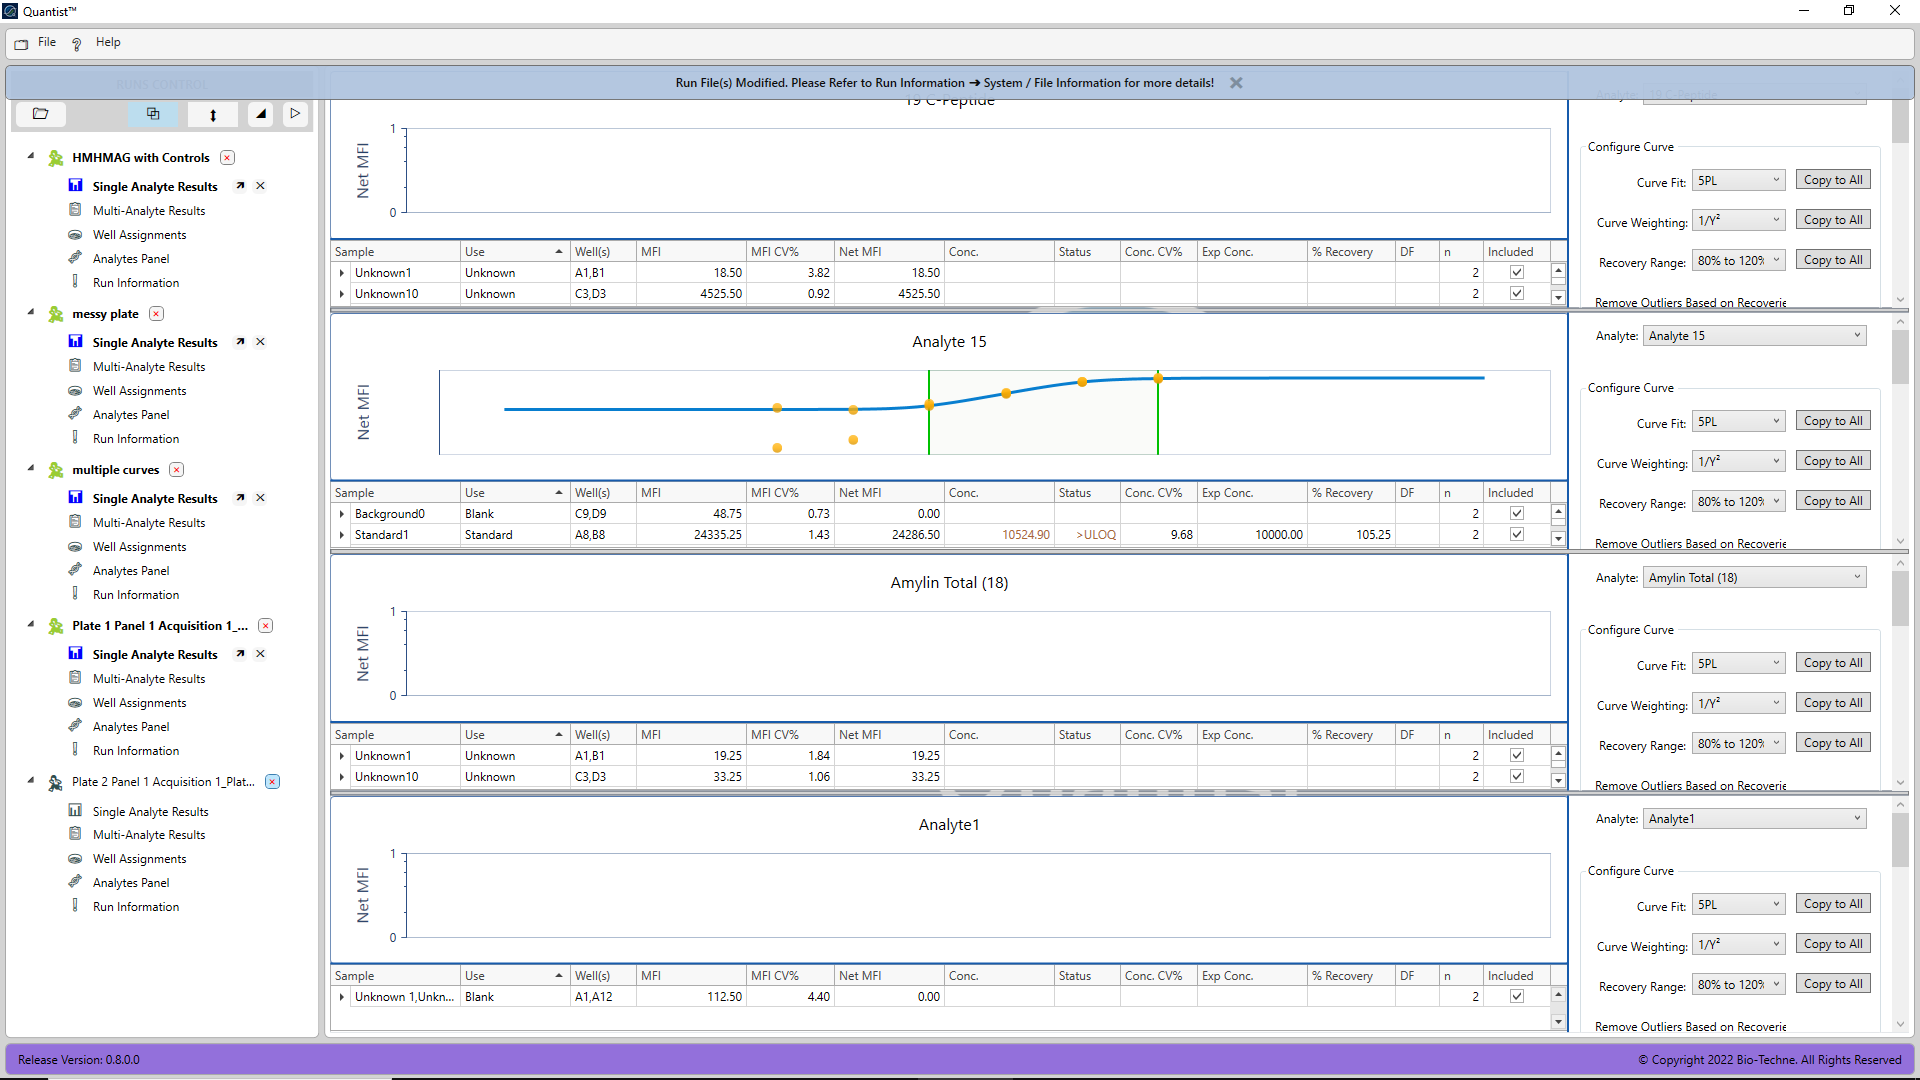 Quantist™
File Help
Run File(s) Modified. Please Refer to Run Information ➔ System / File Information for more details!
RUNS CONTROL
HMHMAG with Controls
Single Analyte Results
Multi-Analyte Results
Well Assignments
Analytes Panel
Run Information
messy plate
Single Analyte Results
Multi-Analyte Results
Well Assignments
Analytes Panel
Run Information
multiple curves
Single Analyte Results
Multi-Analyte Results
Well Assignments
Analytes Panel
Run Information
Plate 1 Panel 1 Acquisition 1_...
Single Analyte Results
Multi-Analyte Results
Well Assignments
Analytes Panel
Run Information
Plate 2 Panel 1 Acquisition 1_Plat...
Single Analyte Results
Multi-Analyte Results
Well Assignments
Analytes Panel
Run Information
19 C-Peptide
1
Net MFI
0
Sample Use Well(s) MFI MFI CV% Net MFI Conc. Status Conc. CV% Exp Conc. % Recovery DF n Included
Unknown1 Unknown A1,B1 18.50 3.82 18.50 2
Unknown10 Unknown C3,D3 4525.50 0.92 4525.50 2
Analyte: 19 C-Peptide
Configure Curve
Curve Fit: 5PL Copy to All
Curve Weighting: 1/Y² Copy to All
Recovery Range: 80% to 120% Copy to All
Remove Outliers Based on Recoverie
Analyte 15
Net MFI
Sample Use Well(s) MFI MFI CV% Net MFI Conc. Status Conc. CV% Exp Conc. % Recovery DF n Included
Background0 Blank C9,D9 48.75 0.73 0.00 2
Standard1 Standard A8,B8 24335.25 1.43 24286.50 10524.90 >ULOQ 9.68 10000.00 105.25 2
Analyte: Analyte 15
Configure Curve
Curve Fit: 5PL Copy to All
Curve Weighting: 1/Y² Copy to All
Recovery Range: 80% to 120% Copy to All
Remove Outliers Based on Recoverie
Amylin Total (18)
1
Net MFI
0
Sample Use Well(s) MFI MFI CV% Net MFI Conc. Status Conc. CV% Exp Conc. % Recovery DF n Included
Unknown1 Unknown A1,B1 19.25 1.84 19.25 2
Unknown10 Unknown C3,D3 33.25 1.06 33.25 2
Analyte: Amylin Total (18)
Configure Curve
Curve Fit: 5PL Copy to All
Curve Weighting: 1/Y² Copy to All
Recovery Range: 80% to 120% Copy to All
Remove Outliers Based on Recoverie
Analyte1
1
Net MFI
0
Sample Use Well(s) MFI MFI CV% Net MFI Conc. Status Conc. CV% Exp Conc. % Recovery DF n Included
Unknown 1,Unkn... Blank A1,A12 112.50 4.40 0.00 2
Analyte: Analyte1
Configure Curve
Curve Fit: 5PL Copy to All
Curve Weighting: 1/Y² Copy to All
Recovery Range: 80% to 120% Copy to All
Remove Outliers Based on Recoverie
Release Version: 0.8.0.0
© Copyright 2022 Bio-Techne. All Rights Reserved